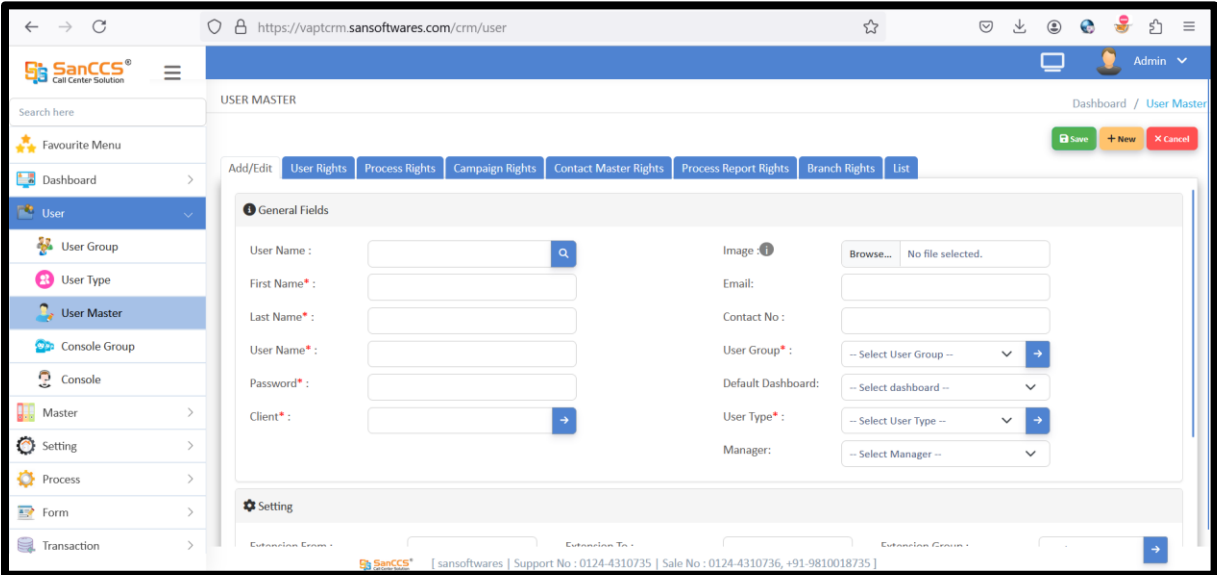 https://vaptcrm.sansoftwares.com/crm/user
SanCCS®
Call Center Solution
Admin
Search here
USER MASTER
Dashboard / User Master
Save
New
Cancel
Favourite Menu
Dashboard
User
User Group
User Type
User Master
Console Group
Console
Master
Setting
Process
Form
Transaction
Add/Edit User Rights Process Rights Campaign Rights Contact Master Rights Process Report Rights Branch Rights List
General Fields
User Name :
Image :
Browse... No file selected.
First Name* :
Email:
Last Name* :
Contact No :
User Name* :
User Group* :
-- Select User Group --
Password* :
Default Dashboard:
-- Select dashboard --
Client* :
User Type* :
-- Select User Type --
Manager:
-- Select Manager --
Setting
Extension From :
Extension To :
Extension Group :
SanCCS® [ sansoftwares | Support No : 0124-4310735 | Sale No : 0124-4310736, +91-9810018735 ]